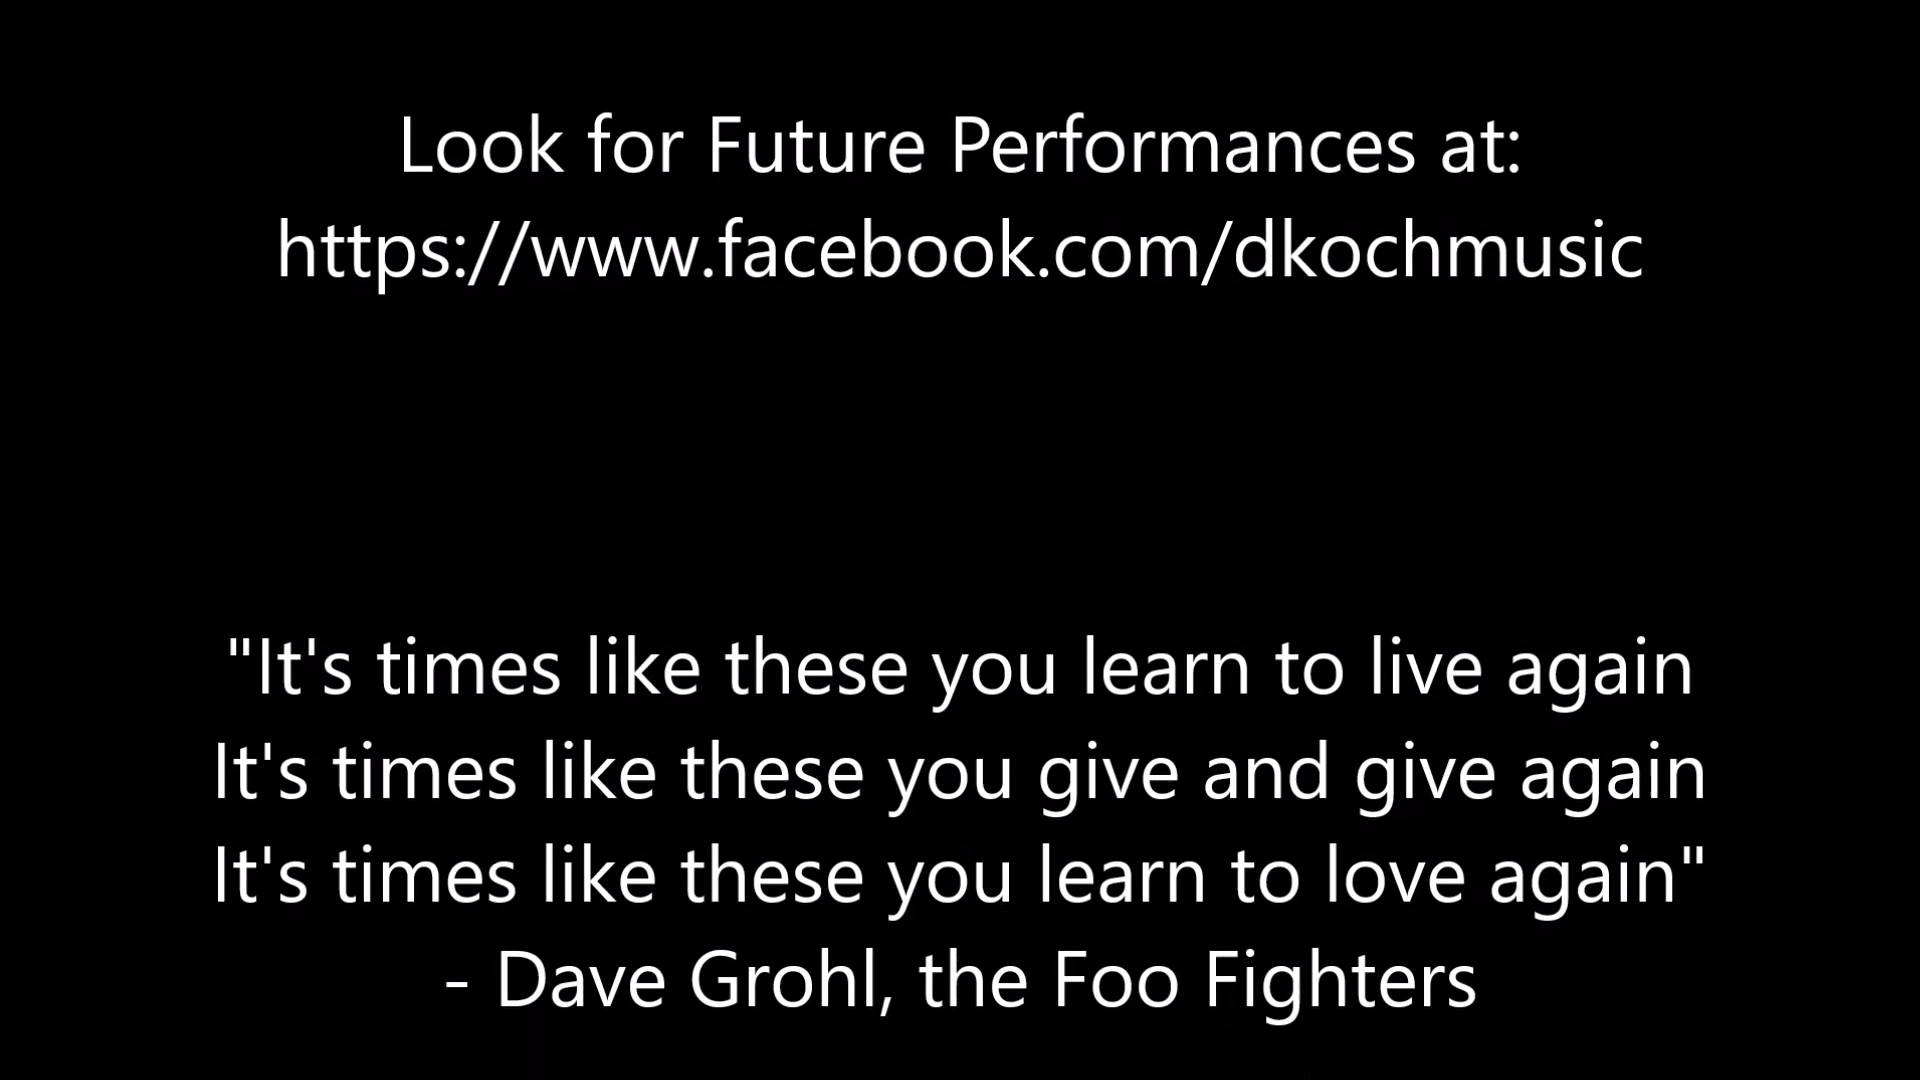 Look for Future Performances at:
https://www.facebook.com/dkochmusic
"It's times like these you learn to live again
It's times like these you give and give again
It's times like these you learn to love again"
- Dave Grohl, the Foo Fighters